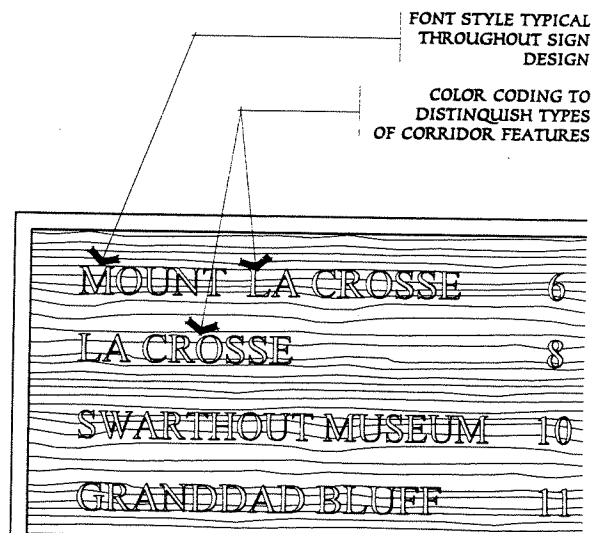 FONT STYLE TYPICAL
THROUGHOUT SIGN
DESIGN
COLOR CODING TO
DISTINQUISH TYPES
OF CORRIDOR FEATURES
MOUNT LA CROSSE 6
LA CROSSE 8
SWARTHOUT MUSEUM 10
GRANDDAD BLUFF 11